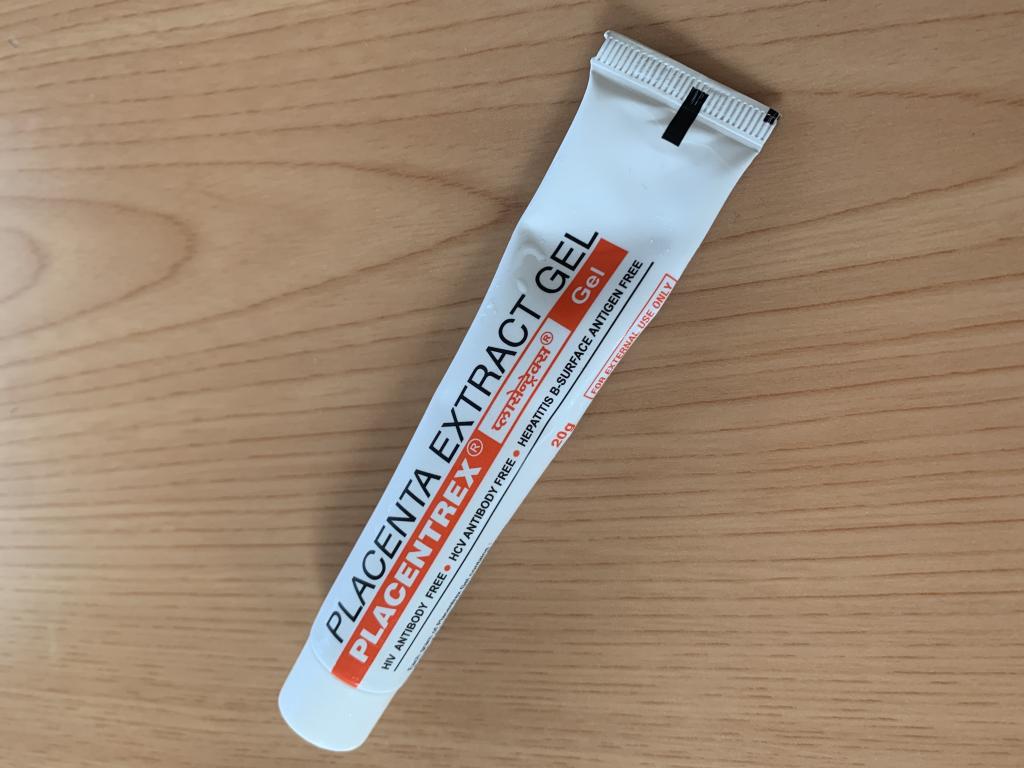 PLACENTA EXTRACT GEL
PLACENTREX® प्लासेन्ट्रेक्स® Gel
HIV ANTIBODY FREE • HCV ANTIBODY FREE • HEPATITIS B-SURFACE ANTIGEN FREE
20g
FOR EXTERNAL USE ONLY